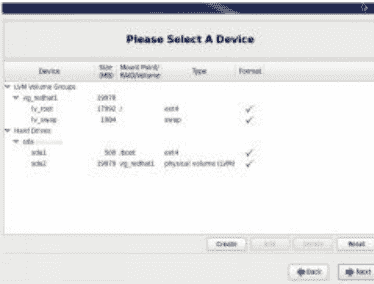 Please Select A Device
Device Size (MB) Mount Point/ RAID/Volume Type Format
LVM Volume Groups
vg_redhat1 19976
lv_root 17992 / ext4
lv_swap 1984 swap
Hard Drives
sda
sda1 500 /boot ext4
sda2 19979 vg_redhat1 physical volume (LVM)
Create Edit Delete Reset
Back Next